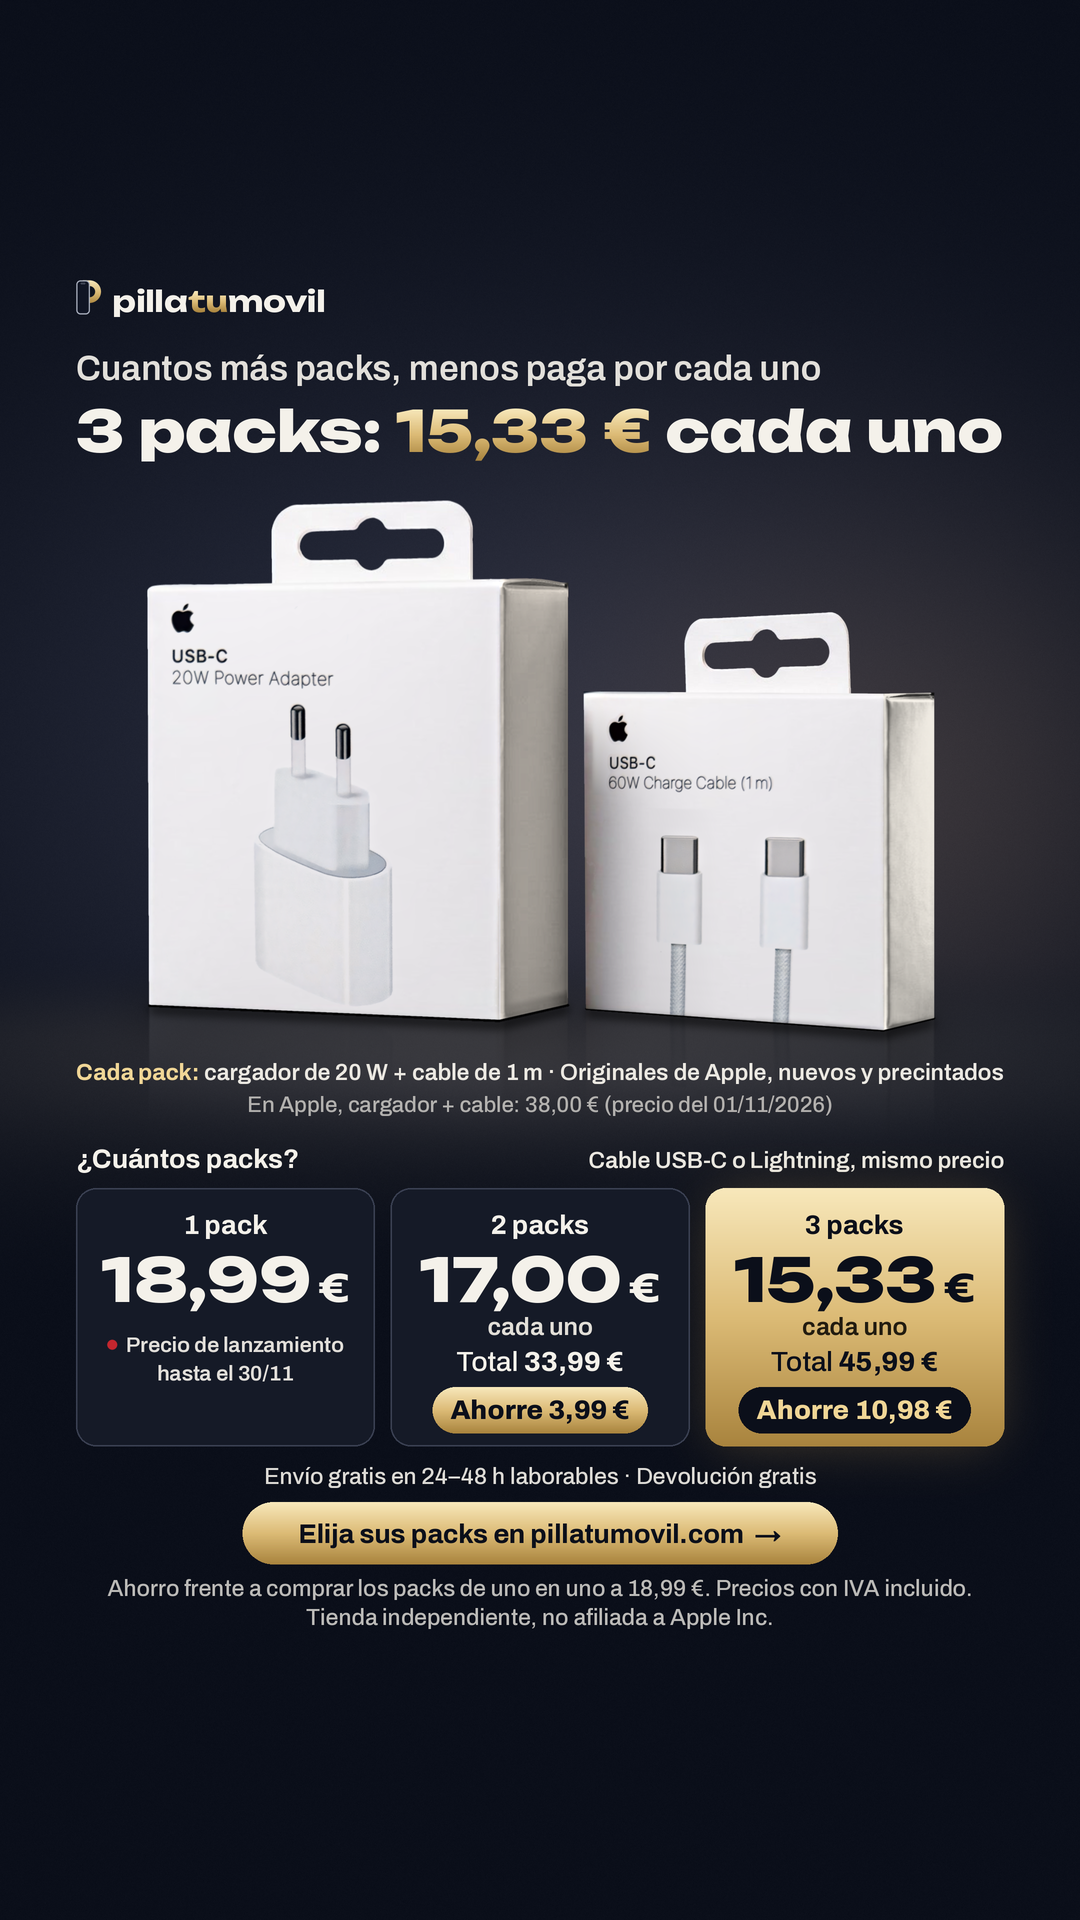 pillatumovil
Cuantos más packs, menos paga por cada uno
3 packs: 15,33 € cada uno
USB-C
20W Power Adapter
USB-C
60W Charge Cable (1 m)
Cada pack: cargador de 20 W + cable de 1 m · Originales de Apple, nuevos y precintados
En Apple, cargador + cable: 38,00 € (precio del 01/11/2026)
¿Cuántos packs?
Cable USB-C o Lightning, mismo precio
1 pack
18,99 €
Precio de lanzamiento
hasta el 30/11
2 packs
17,00 €
cada uno
Total 33,99 €
Ahorre 3,99 €
3 packs
15,33 €
cada uno
Total 45,99 €
Ahorre 10,98 €
Envío gratis en 24–48 h laborables · Devolución gratis
Elija sus packs en pillatumovil.com →
Ahorro frente a comprar los packs de uno en uno a 18,99 €. Precios con IVA incluido.
Tienda independiente, no afiliada a Apple Inc.